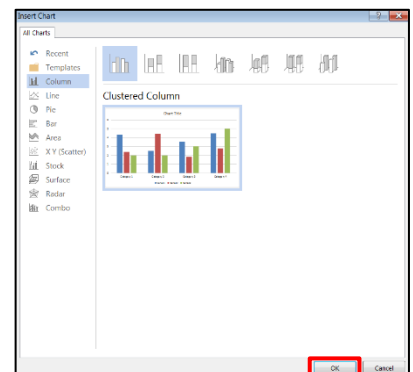 Insert Chart
All Charts
Recent
Templates
Column
Line
Pie
Bar
Area
X Y (Scatter)
Stock
Surface
Radar
Combo
Clustered Column
Chart Title
OK
Cancel